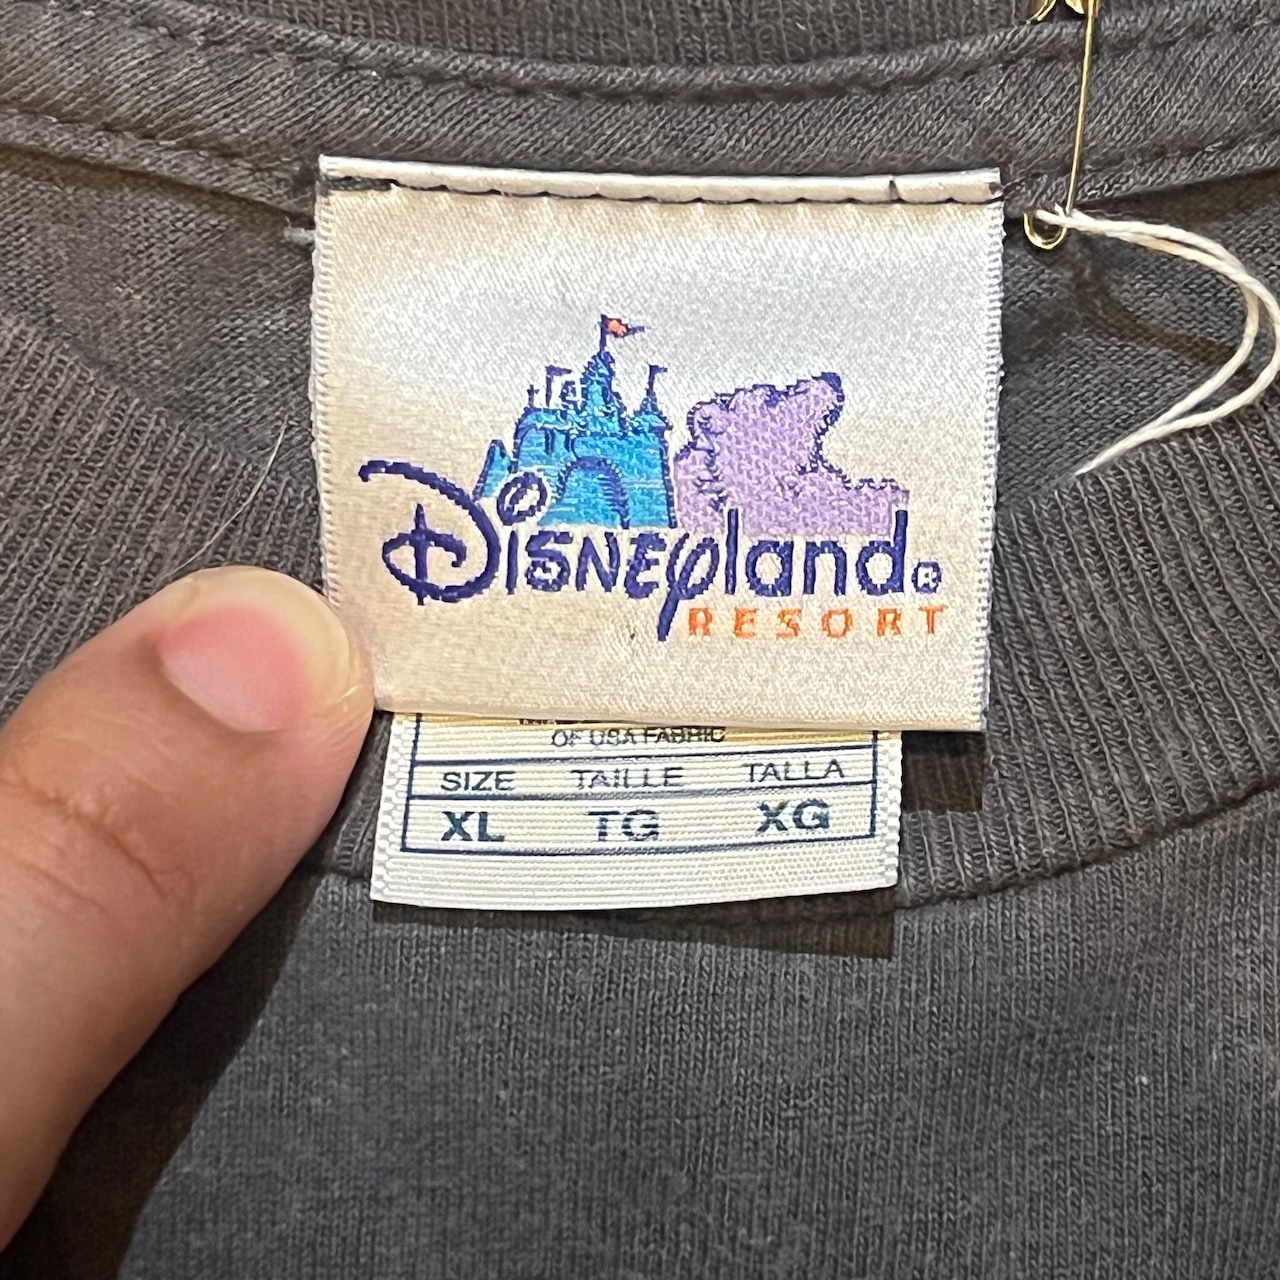 Disneyland®
RESORT
OF USA FABRIC
SIZE TAILLE TALLA
XL TG XG